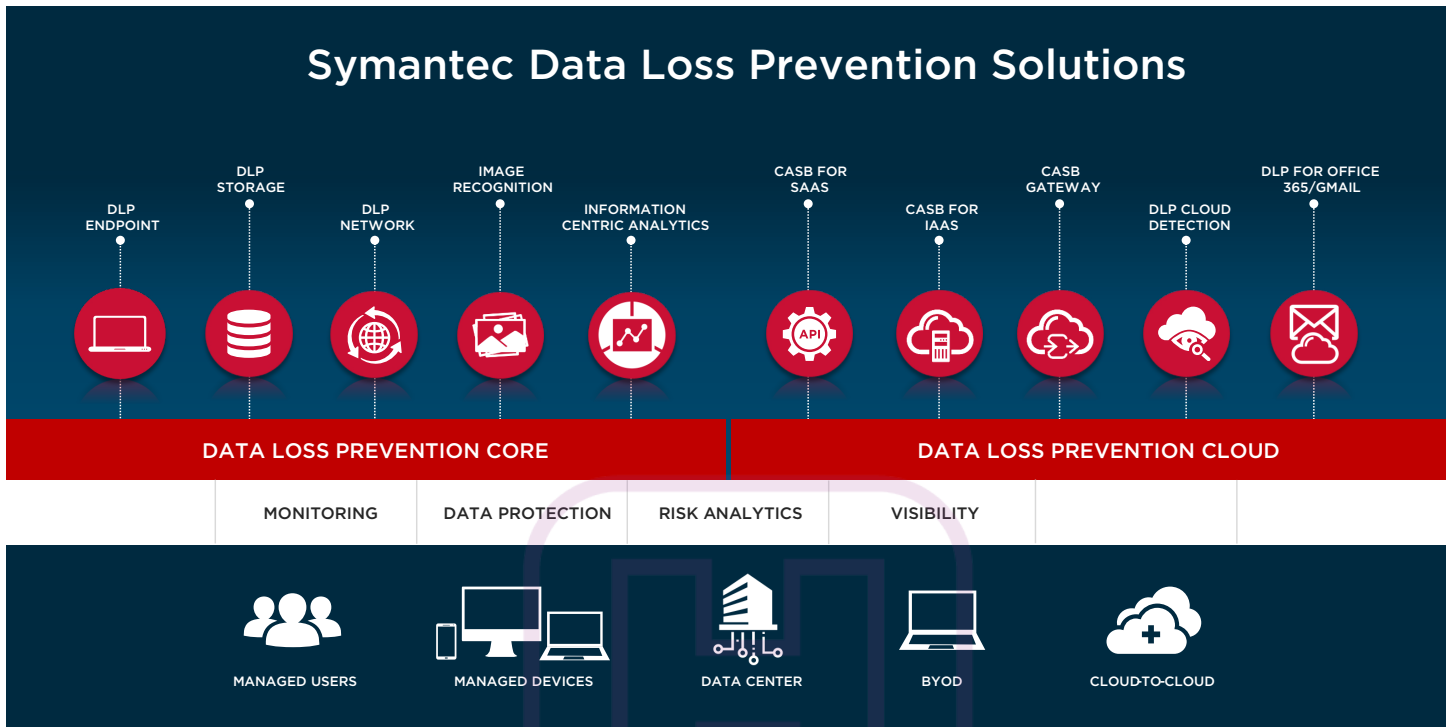 Symantec Data Loss Prevention Solutions
DLP
ENDPOINT
DLP
STORAGE
DLP
NETWORK
IMAGE
RECOGNITION
INFORMATION
CENTRIC ANALYTICS
CASB FOR
SAAS
CASB FOR
IAAS
CASB
GATEWAY
DLP CLOUD
DETECTION
DLP FOR OFFICE
365/GMAIL
API
DATA LOSS PREVENTION CORE
DATA LOSS PREVENTION CLOUD
MONITORING
DATA PROTECTION
RISK ANALYTICS
VISIBILITY
MANAGED USERS
MANAGED DEVICES
DATA CENTER
BYOD
CLOUD-TO-CLOUD